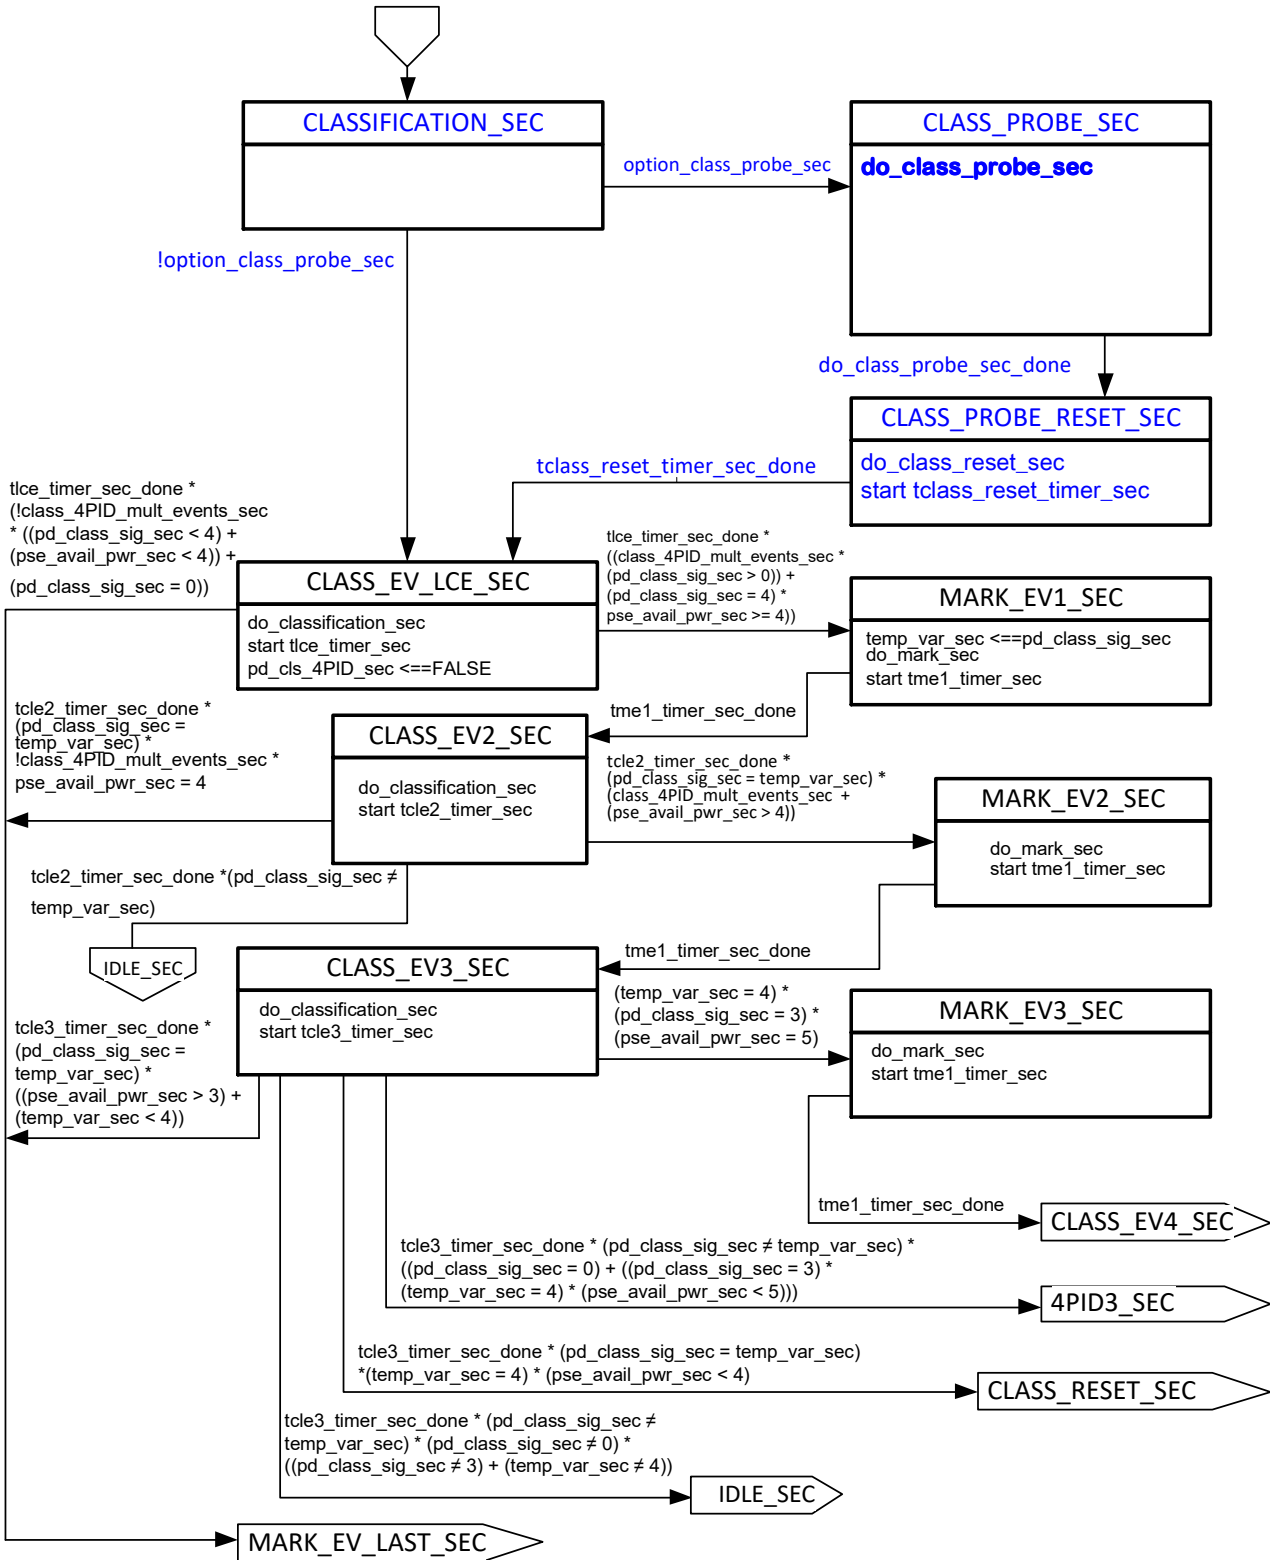 CLASSIFICATION_SEC
CLASS_PROBE_SEC
option_class_probe_sec
do_class_probe_sec
!option_class_probe_sec
do_class_probe_sec_done
CLASS_PROBE_RESET_SEC
do_class_reset_sec
start tclass_reset_timer_sec
tclass_reset_timer_sec_done
tlce_timer_sec_done *
(!class_4PID_mult_events_sec
* ((pd_class_sig_sec < 4) +
(pse_avail_pwr_sec < 4)) +
(pd_class_sig_sec = 0))
CLASS_EV_LCE_SEC
do_classification_sec
start tlce_timer_sec
pd_cls_4PID_sec <==FALSE
tlce_timer_sec_done *
((class_4PID_mult_events_sec *
(pd_class_sig_sec > 0)) +
(pd_class_sig_sec = 4) *
pse_avail_pwr_sec >= 4))
MARK_EV1_SEC
temp_var_sec <==pd_class_sig_sec
do_mark_sec
start tme1_timer_sec
tme1_timer_sec_done
tcle2_timer_sec_done *
(pd_class_sig_sec =
temp_var_sec) *
!class_4PID_mult_events_sec *
pse_avail_pwr_sec = 4
CLASS_EV2_SEC
do_classification_sec
start tcle2_timer_sec
tcle2_timer_sec_done *
(pd_class_sig_sec = temp_var_sec) *
(class_4PID_mult_events_sec +
(pse_avail_pwr_sec > 4))
MARK_EV2_SEC
do_mark_sec
start tme1_timer_sec
tcle2_timer_sec_done *(pd_class_sig_sec ≠
temp_var_sec)
IDLE_SEC
tme1_timer_sec_done
CLASS_EV3_SEC
do_classification_sec
start tcle3_timer_sec
(temp_var_sec = 4) *
(pd_class_sig_sec = 3) *
(pse_avail_pwr_sec = 5)
MARK_EV3_SEC
do_mark_sec
start tme1_timer_sec
tcle3_timer_sec_done *
(pd_class_sig_sec =
temp_var_sec) *
((pse_avail_pwr_sec > 3) +
(temp_var_sec < 4))
tme1_timer_sec_done
CLASS_EV4_SEC
tcle3_timer_sec_done * (pd_class_sig_sec ≠ temp_var_sec) *
((pd_class_sig_sec = 0) + ((pd_class_sig_sec = 3) *
(temp_var_sec = 4) * (pse_avail_pwr_sec < 5)))
4PID3_SEC
tcle3_timer_sec_done * (pd_class_sig_sec = temp_var_sec)
*(temp_var_sec = 4) * (pse_avail_pwr_sec < 4)
CLASS_RESET_SEC
tcle3_timer_sec_done * (pd_class_sig_sec ≠
temp_var_sec) * (pd_class_sig_sec ≠ 0) *
((pd_class_sig_sec ≠ 3) + (temp_var_sec ≠ 4))
IDLE_SEC
MARK_EV_LAST_SEC